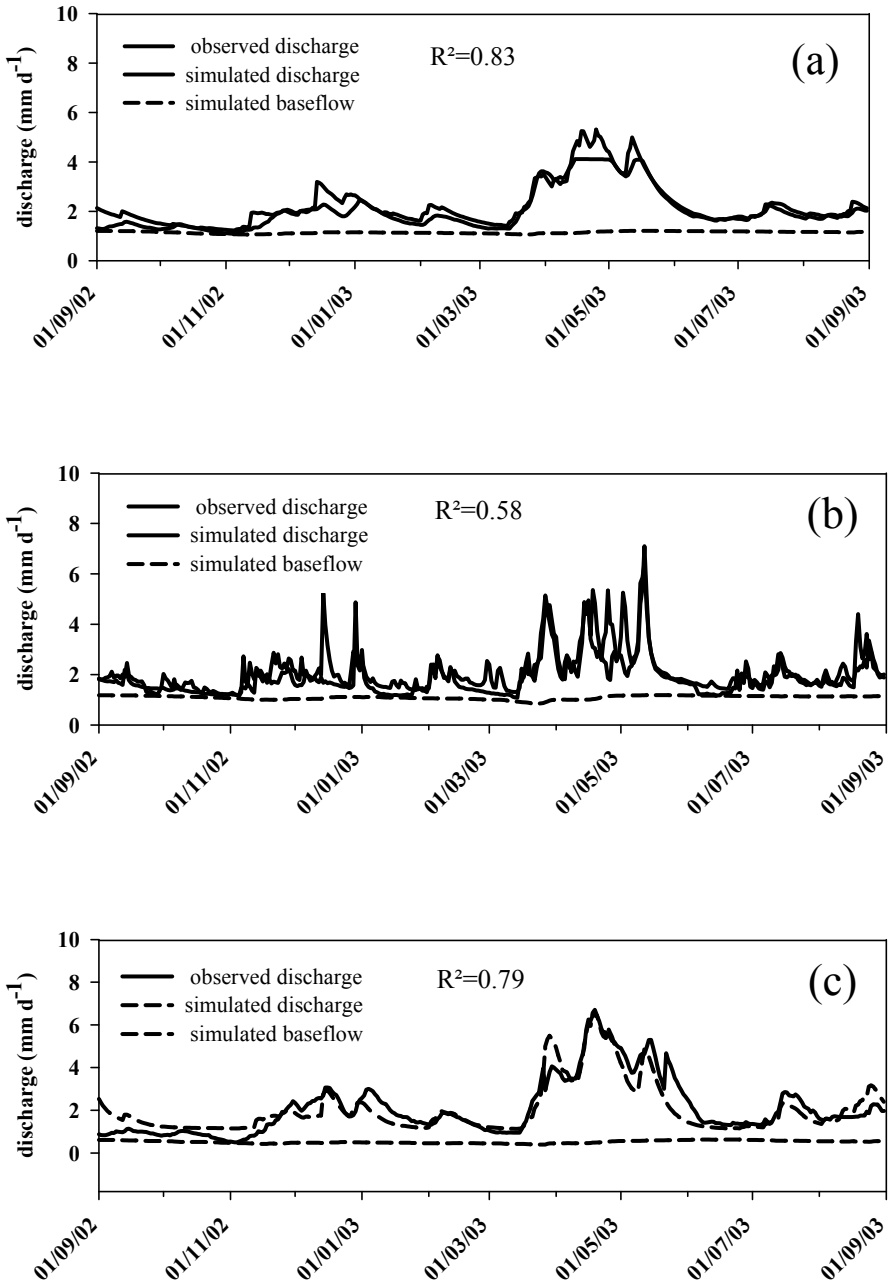 10
8
6
4
2
0
discharge (mm d-1)
observed discharge
simulated discharge
simulated baseflow
R²=0.83
(a)
01/09/02
01/11/02
01/01/03
01/03/03
01/05/03
01/07/03
01/09/03
10
8
6
4
2
0
discharge (mm d-1)
observed discharge
simulated discharge
simulated baseflow
R²=0.58
(b)
01/09/02
01/11/02
01/01/03
01/03/03
01/05/03
01/07/03
01/09/03
10
8
6
4
2
0
discharge (mm d-1)
observed discharge
simulated discharge
simulated baseflow
R²=0.79
(c)
01/09/02
01/11/02
01/01/03
01/03/03
01/05/03
01/07/03
01/09/03